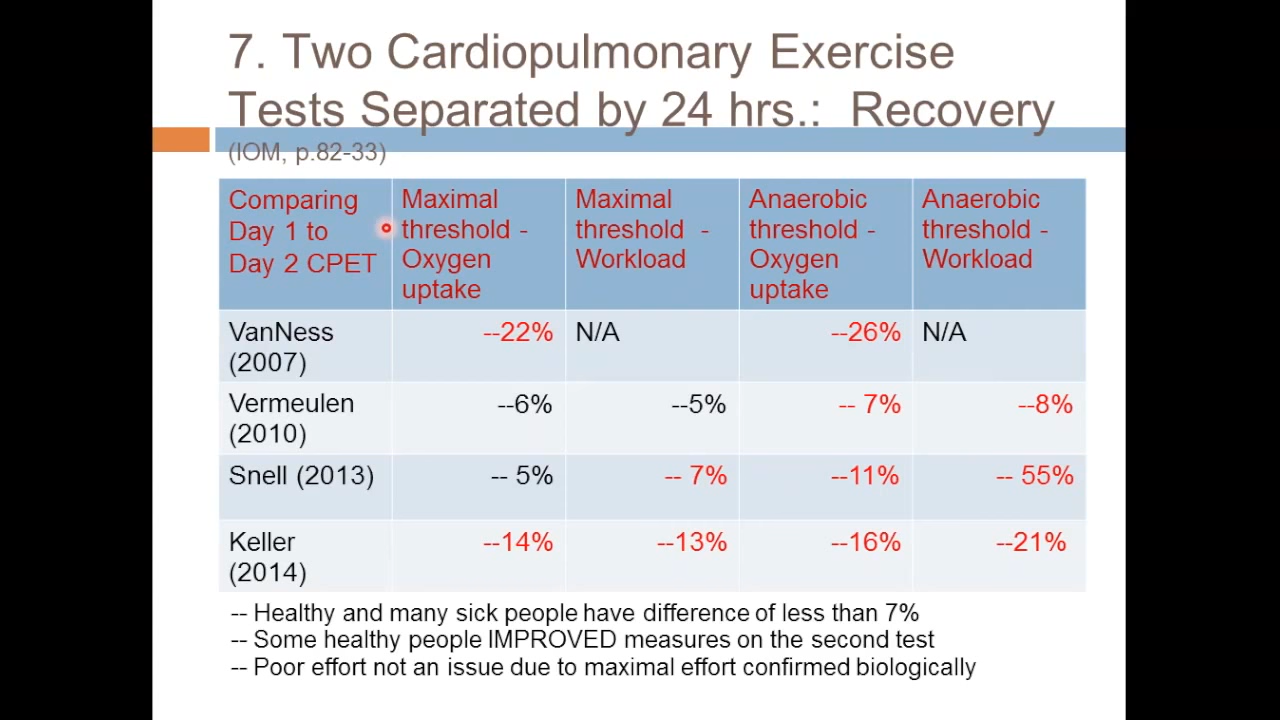 7. Two Cardiopulmonary Exercise
Tests Separated by 24 hrs.: Recovery
(IOM, p.82-33)
Comparing
Day 1 to
Day 2 CPET
Maximal
threshold -
Oxygen
uptake
Maximal
threshold -
Workload
Anaerobic
threshold -
Oxygen
uptake
Anaerobic
threshold -
Workload
VanNess
(2007)
--22%
N/A
--26%
N/A
Vermeulen
(2010)
--6%
--5%
-- 7%
--8%
Snell (2013)
-- 5%
-- 7%
--11%
-- 55%
Keller
(2014)
--14%
--13%
--16%
--21%
-- Healthy and many sick people have difference of less than 7%
-- Some healthy people IMPROVED measures on the second test
-- Poor effort not an issue due to maximal effort confirmed biologically